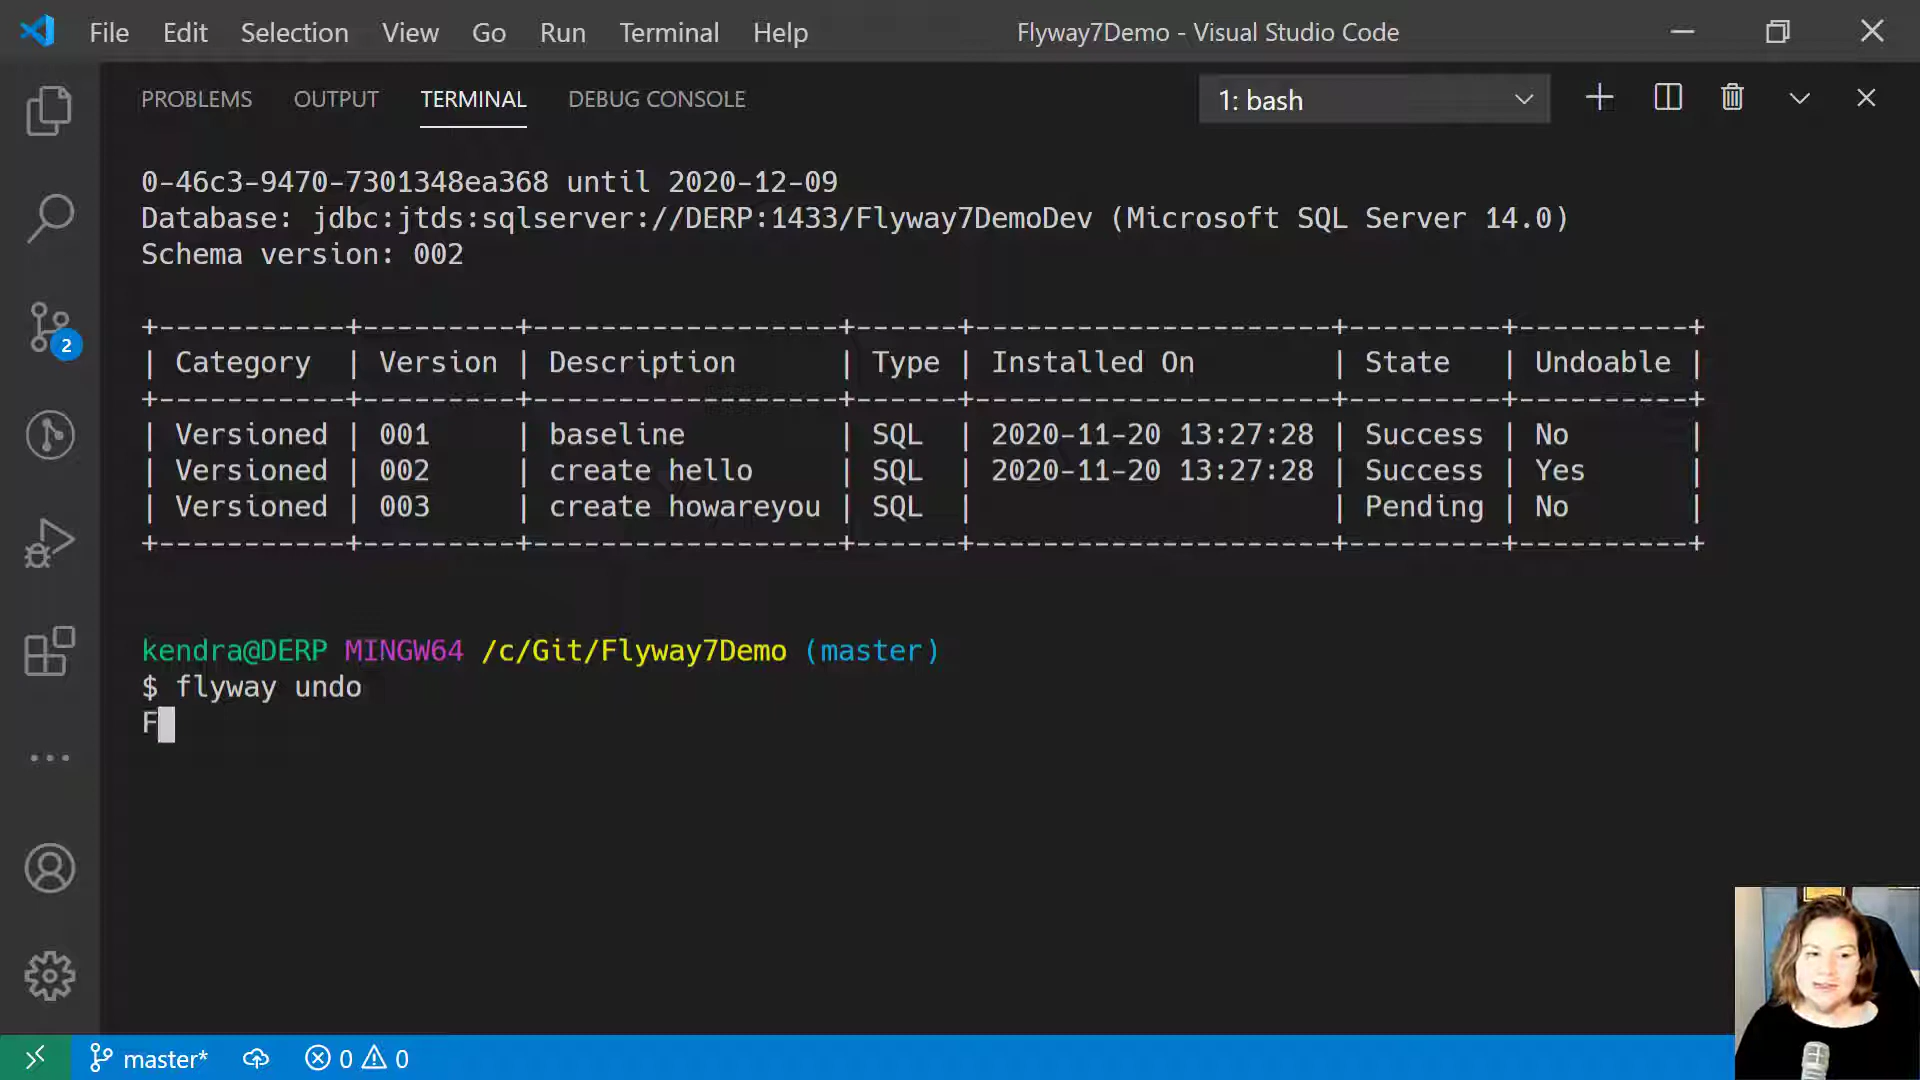 File Edit Selection View Go Run Terminal Help Flyway7Demo - Visual Studio Code
PROBLEMS OUTPUT TERMINAL DEBUG CONSOLE 1: bash
0-46c3-9470-7301348ea368 until 2020-12-09
Database: jdbc:jtds:sqlserver://DERP:1433/Flyway7DemoDev (Microsoft SQL Server 14.0)
Schema version: 002
+-----------+---------+------------------+------+---------------------+---------+----------+
| Category  | Version | Description      | Type | Installed On        | State   | Undoable |
+-----------+---------+------------------+------+---------------------+---------+----------+
| Versioned | 001     | baseline         | SQL  | 2020-11-20 13:27:28 | Success | No       |
| Versioned | 002     | create hello     | SQL  | 2020-11-20 13:27:28 | Success | Yes      |
| Versioned | 003     | create howareyou | SQL  |                     | Pending | No       |
+-----------+---------+------------------+------+---------------------+---------+----------+
kendra@DERP MINGW64 /c/Git/Flyway7Demo (master)
$ flyway undo
F
2
master* 0 0